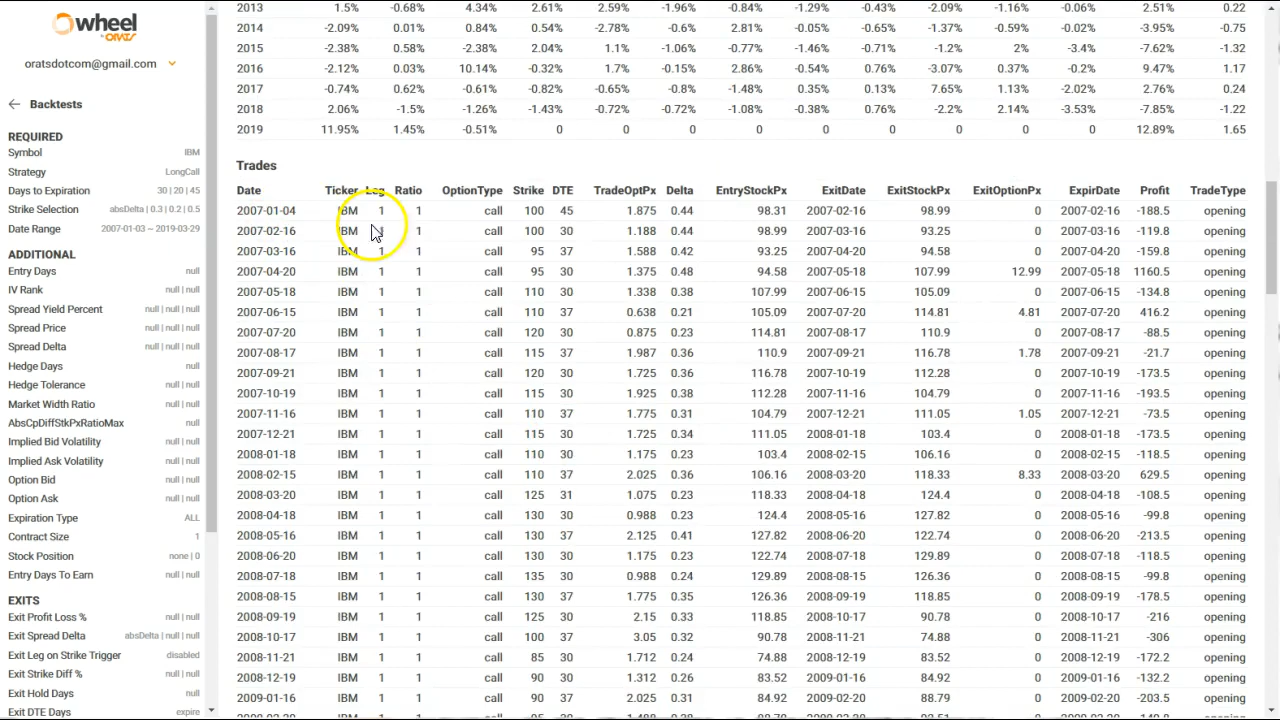 wheel
by ORATS
oratsdotcom@gmail.com
Backtests
REQUIRED
Symbol IBM
Strategy LongCall
Days to Expiration 30 | 20 | 45
Strike Selection absDelta | 0.3 | 0.2 | 0.5
Date Range 2007-01-03 ~ 2019-03-29
ADDITIONAL
Entry Days null
IV Rank null | null
Spread Yield Percent null | null | null
Spread Price null | null | null
Spread Delta null | null | null
Hedge Days null
Hedge Tolerance null | null
Market Width Ratio null | null
AbsCpDiffStkPxRatioMax null
Implied Bid Volatility null | null
Implied Ask Volatility null | null
Option Bid null | null
Option Ask null | null
Expiration Type ALL
Contract Size 1
Stock Position none | 0
Entry Days To Earn null | null
EXITS
Exit Profit Loss % null | null
Exit Spread Delta absDelta | null | null
Exit Leg on Strike Trigger disabled
Exit Strike Diff % null | null
Exit Hold Days null
Exit DTE Days expire
2013 1.5% -0.68% 4.34% 2.61% 2.59% -1.96% -0.84% -1.29% -0.43% -2.09% -1.16% -0.06% 2.51% 0.22
2014 -2.09% 0.01% 0.84% 0.54% -2.78% -0.6% 2.81% -0.05% -0.65% -1.37% -0.59% -0.02% -3.95% -0.75
2015 -2.38% 0.58% -2.38% 2.04% 1.1% -1.06% -0.77% -1.46% -0.71% -1.2% 2% -3.4% -7.62% -1.32
2016 -2.12% 0.03% 10.14% -0.32% 1.7% -0.15% 2.86% -0.54% 0.76% -3.07% 0.37% -0.2% 9.47% 1.17
2017 -0.74% 0.62% -0.61% -0.82% -0.65% -0.8% -1.48% 0.35% 0.13% 7.65% 1.13% -2.02% 2.76% 0.24
2018 2.06% -1.5% -1.26% -1.43% -0.72% -0.72% -1.08% -0.38% 0.76% -2.2% 2.14% -3.53% -7.85% -1.22
2019 11.95% 1.45% -0.51% 0 0 0 0 0 0 0 0 0 12.89% 1.65
Trades
Date Ticker Leg Ratio OptionType Strike DTE TradeOptPx Delta EntryStockPx ExitDate ExitStockPx ExitOptionPx ExpirDate Profit TradeType
2007-01-04 IBM 1 1 call 100 45 1.875 0.44 98.31 2007-02-16 98.99 0 2007-02-16 -188.5 opening
2007-02-16 IBM 1 1 call 100 30 1.188 0.44 98.99 2007-03-16 93.25 0 2007-03-16 -119.8 opening
2007-03-16 IBM 1 1 call 95 37 1.588 0.42 93.25 2007-04-20 94.58 0 2007-04-20 -159.8 opening
2007-04-20 IBM 1 1 call 95 30 1.375 0.48 94.58 2007-05-18 107.99 12.99 2007-05-18 1160.5 opening
2007-05-18 IBM 1 1 call 110 30 1.338 0.38 107.99 2007-06-15 105.09 0 2007-06-15 -134.8 opening
2007-06-15 IBM 1 1 call 110 37 0.638 0.21 105.09 2007-07-20 114.81 4.81 2007-07-20 416.2 opening
2007-07-20 IBM 1 1 call 120 30 0.875 0.23 114.81 2007-08-17 110.9 0 2007-08-17 -88.5 opening
2007-08-17 IBM 1 1 call 115 37 1.987 0.36 110.9 2007-09-21 116.78 1.78 2007-09-21 -21.7 opening
2007-09-21 IBM 1 1 call 120 30 1.725 0.36 116.78 2007-10-19 112.28 0 2007-10-19 -173.5 opening
2007-10-19 IBM 1 1 call 115 30 1.925 0.38 112.28 2007-11-16 104.79 0 2007-11-16 -193.5 opening
2007-11-16 IBM 1 1 call 110 37 1.775 0.31 104.79 2007-12-21 111.05 1.05 2007-12-21 -73.5 opening
2007-12-21 IBM 1 1 call 115 30 1.725 0.34 111.05 2008-01-18 103.4 0 2008-01-18 -173.5 opening
2008-01-18 IBM 1 1 call 110 30 1.175 0.23 103.4 2008-02-15 106.16 0 2008-02-15 -118.5 opening
2008-02-15 IBM 1 1 call 110 37 2.025 0.36 106.16 2008-03-20 118.33 8.33 2008-03-20 629.5 opening
2008-03-20 IBM 1 1 call 125 31 1.075 0.23 118.33 2008-04-18 124.4 0 2008-04-18 -108.5 opening
2008-04-18 IBM 1 1 call 130 30 0.988 0.23 124.4 2008-05-16 127.82 0 2008-05-16 -99.8 opening
2008-05-16 IBM 1 1 call 130 37 2.125 0.41 127.82 2008-06-20 122.74 0 2008-06-20 -213.5 opening
2008-06-20 IBM 1 1 call 130 30 1.175 0.23 122.74 2008-07-18 129.89 0 2008-07-18 -118.5 opening
2008-07-18 IBM 1 1 call 135 30 0.988 0.24 129.89 2008-08-15 126.36 0 2008-08-15 -99.8 opening
2008-08-15 IBM 1 1 call 130 37 1.775 0.35 126.36 2008-09-19 118.85 0 2008-09-19 -178.5 opening
2008-09-19 IBM 1 1 call 125 30 2.15 0.33 118.85 2008-10-17 90.78 0 2008-10-17 -216 opening
2008-10-17 IBM 1 1 call 100 37 3.05 0.32 90.78 2008-11-21 74.88 0 2008-11-21 -306 opening
2008-11-21 IBM 1 1 call 85 30 1.712 0.24 74.88 2008-12-19 83.52 0 2008-12-19 -172.2 opening
2008-12-19 IBM 1 1 call 90 30 1.312 0.26 83.52 2009-01-16 84.92 0 2009-01-16 -132.2 opening
2009-01-16 IBM 1 1 call 90 37 2.025 0.31 84.92 2009-02-20 88.79 0 2009-02-20 -203.5 opening